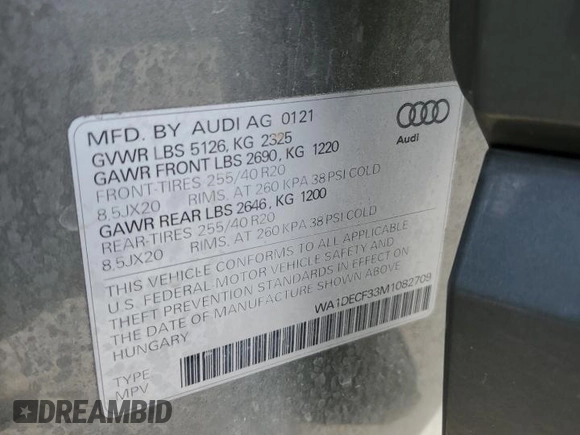 MFD. BY AUDI AG 01 21
GVWR LBS 5126, KG 2325
GAWR FRONT LBS 2690, KG 1220
FRONT-TIRES 255/40 R20
8.5JX20 RIMS, AT 260 KPA 38 PSI COLD
GAWR REAR LBS 2646, KG 1200
REAR-TIRES 255/40 R20
8.5JX20 RIMS, AT 260 KPA 38 PSI COLD
THIS VEHICLE CONFORMS TO ALL APPLICABLE
U.S. FEDERAL MOTOR VEHICLE SAFETY AND
THEFT PREVENTION STANDARDS IN EFFECT ON
THE DATE OF MANUFACTURE SHOWN ABOVE.
HUNGARY
WA1DECF33M1082709
TYPE
MPV
Audi
DREAMBID